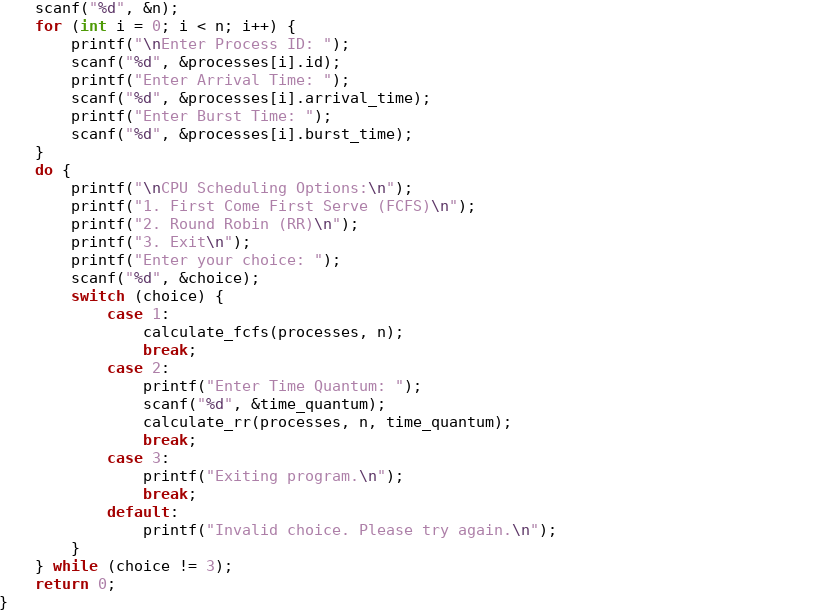 scanf("%d", &n);
    for (int i = 0; i < n; i++) {
        printf("\nEnter Process ID: ");
        scanf("%d", &processes[i].id);
        printf("Enter Arrival Time: ");
        scanf("%d", &processes[i].arrival_time);
        printf("Enter Burst Time: ");
        scanf("%d", &processes[i].burst_time);
    }
    do {
        printf("\nCPU Scheduling Options:\n");
        printf("1. First Come First Serve (FCFS)\n");
        printf("2. Round Robin (RR)\n");
        printf("3. Exit\n");
        printf("Enter your choice: ");
        scanf("%d", &choice);
        switch (choice) {
            case 1:
                calculate_fcfs(processes, n);
                break;
            case 2:
                printf("Enter Time Quantum: ");
                scanf("%d", &time_quantum);
                calculate_rr(processes, n, time_quantum);
                break;
            case 3:
                printf("Exiting program.\n");
                break;
            default:
                printf("Invalid choice. Please try again.\n");
        }
    } while (choice != 3);
    return 0;
}